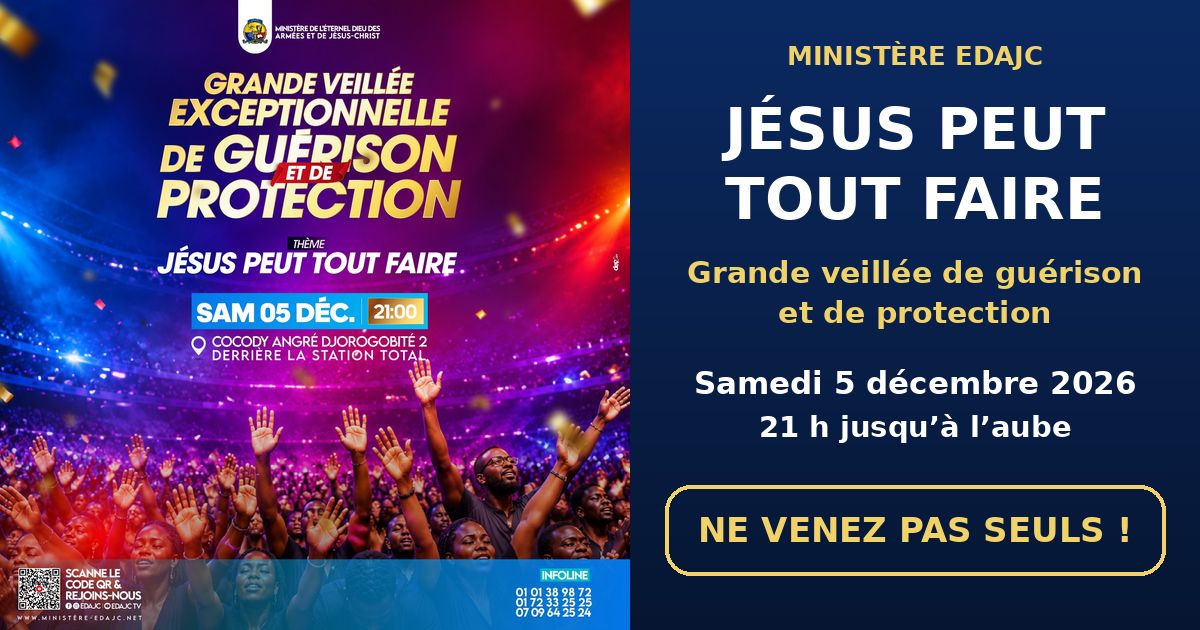 MINISTÈRE DE L'ÉTERNEL DIEU DES
ARMÉES ET DE JÉSUS-CHRIST
GRANDE VEILLÉE
EXCEPTIONNELLE
DE GUÉRISON
ET DE
PROTECTION
THÈME
JÉSUS PEUT TOUT FAIRE.
SAM 05 DÉC. 21:00
COCODY ANGRÉ DJOROGOBITÉ 2
DERRIÈRE LA STATION TOTAL
SCANNE LE
CODE QR &
REJOINS-NOUS
EDAJC EDAJC TV
WWW.MINISTÈRE-EDAJC.NET
INFOLINE
01 01 38 98 72
01 72 33 25 25
07 09 64 25 24
MINISTÈRE EDAJC
JÉSUS PEUT
TOUT FAIRE
Grande veillée de guérison
et de protection
Samedi 5 décembre 2026
21 h jusqu’à l’aube
NE VENEZ PAS SEULS !